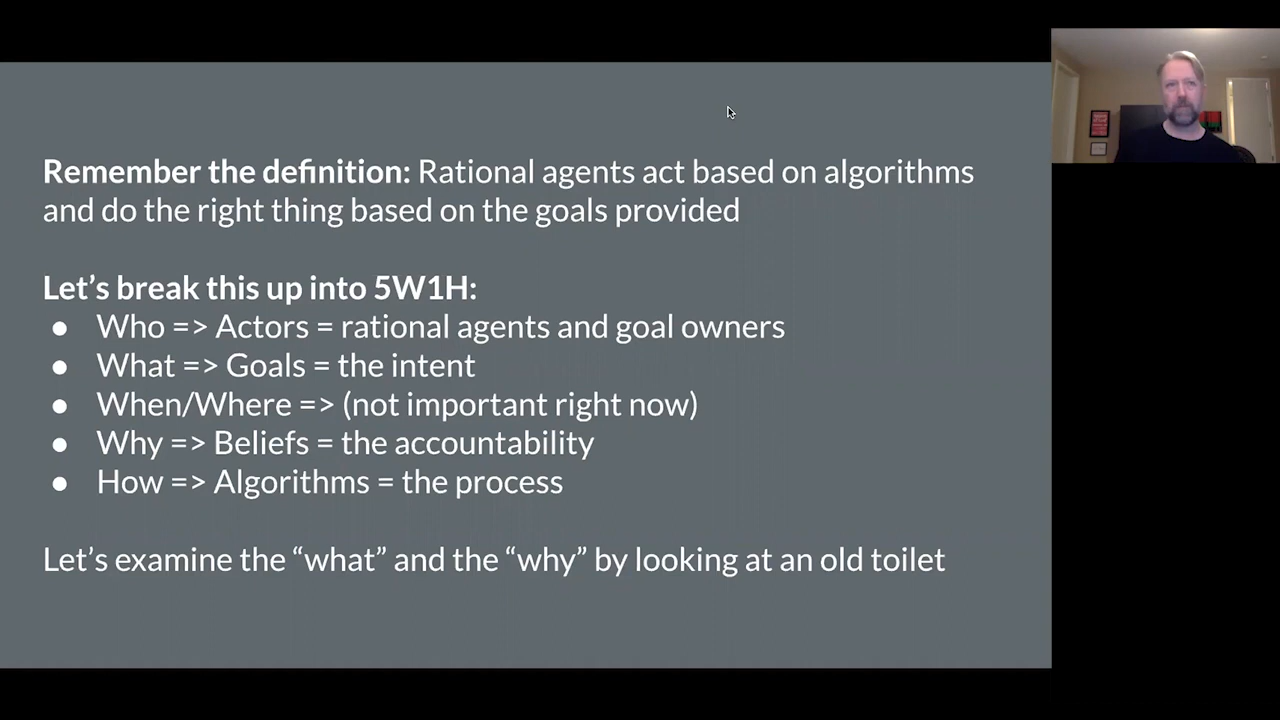 Remember the definition: Rational agents act based on algorithms
and do the right thing based on the goals provided
Let’s break this up into 5W1H:
● Who => Actors = rational agents and goal owners
● What => Goals = the intent
● When/Where => (not important right now)
● Why => Beliefs = the accountability
● How => Algorithms = the process
Let’s examine the “what” and the “why” by looking at an old toilet